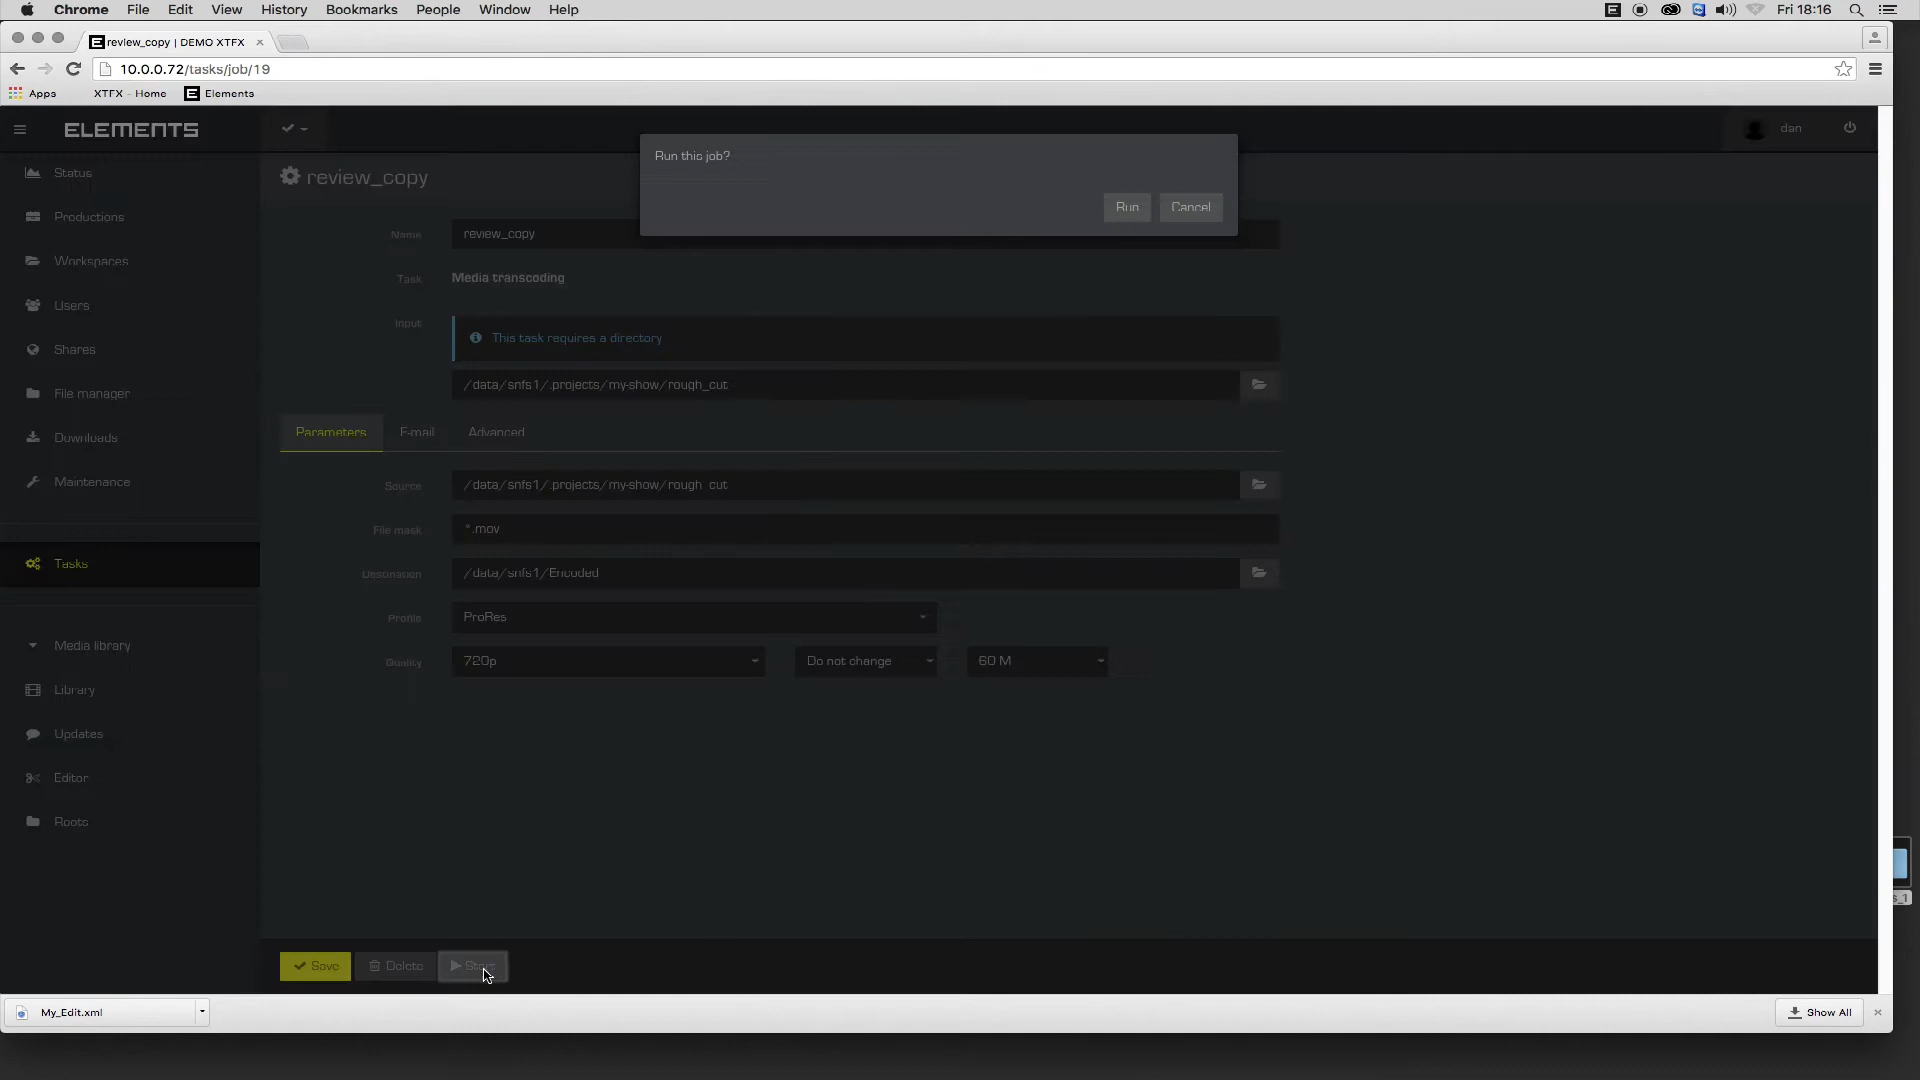 Chrome File Edit View History Bookmarks People Window Help Fri 18:16
review_copy | DEMO XTFX
10.0.0.72/tasks/job/19
Apps XTFX - Home Elements
ELEMENTS
dan
Run this job?
Run Cancel
Status
Productions
Workspaces
Users
Shares
File manager
Downloads
Maintenance
Tasks
Media library
Library
Updates
Editor
Roots
review_copy
Name review_copy
Task Media transcoding
Input This task requires a directory
/data/snfs1/.projects/my-show/rough_cut
Parameters E-mail Advanced
Source /data/snfs1/.projects/my-show/rough cut
File mask *.mov
Destination /data/snfs1/Encoded
Profile ProRes
Quality 720p Do not change 60 M
Save Delete Start
s_1
My_Edit.xml Show All